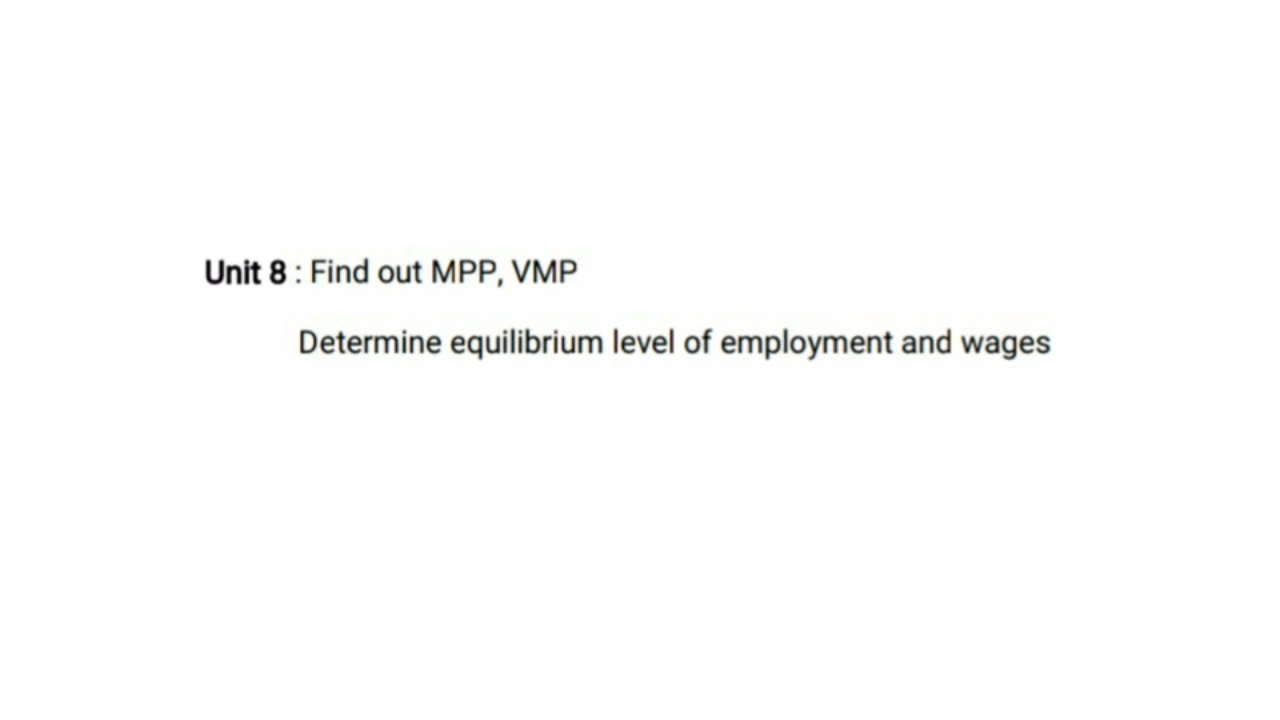 Unit 8 : Find out MPP, VMP
Determine equilibrium level of employment and wages